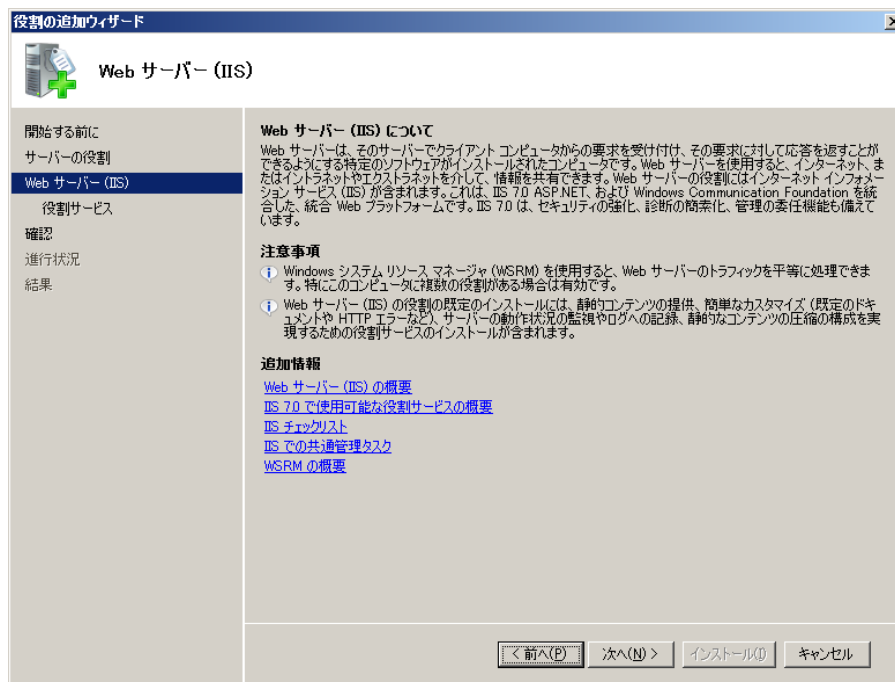 役割の追加ウィザード
Web サーバー (IIS)
開始する前に
サーバーの役割
Web サーバー (IIS)
役割サービス
確認
進行状況
結果
Web サーバー (IIS) について
Web サーバーは、そのサーバーでクライアント コンピュータからの要求を受け付け、その要求に対して応答を返すことが
できるようにする特定のソフトウェアがインストールされたコンピュータです。Web サーバーを使用すると、インターネット、ま
たはイントラネットやエクストラネットを介して、情報を共有できます。Web サーバーの役割にはインターネット インフォメー
ション サービス (IIS) が含まれます。これは、IIS 7.0 ASP.NET、および Windows Communication Foundation を統
合した、統合 Web プラットフォームです。IIS 7.0 は、セキュリティの強化、診断の簡素化、管理の委任機能も備えて
います。
注意事項
Windows システム リソース マネージャ (WSRM) を使用すると、Web サーバーのトラフィックを平等に処理できま
す。特にこのコンピュータに複数の役割がある場合は有効です。
Web サーバー (IIS) の役割の既定のインストールには、静的コンテンツの提供、簡単なカスタマイズ (既定のドキ
ュメントや HTTP エラーなど)、サーバーの動作状況の監視やログへの記録、静的なコンテンツの圧縮の構成を実
現するための役割サービスのインストールが含まれます。
追加情報
Web サーバー (IIS) の概要
IIS 7.0 で使用可能な役割サービスの概要
IIS チェックリスト
IIS での共通管理タスク
WSRM の概要
< 前へ(P) 次へ(N) > インストール(I) キャンセル